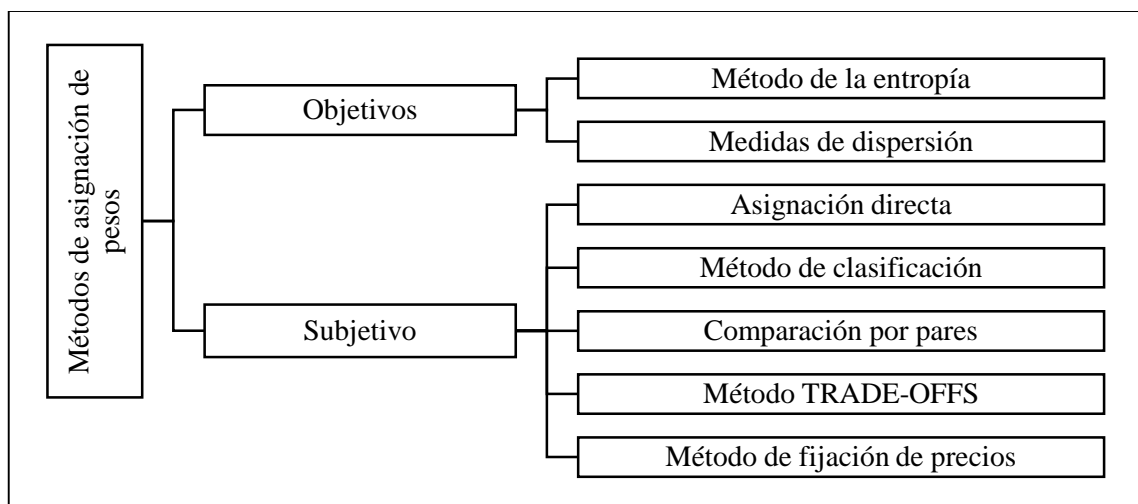 Métodos de asignación de
pesos
Objetivos
Método de la entropía
Medidas de dispersión
Subjetivo
Asignación directa
Método de clasificación
Comparación por pares
Método TRADE-OFFS
Método de fijación de precios